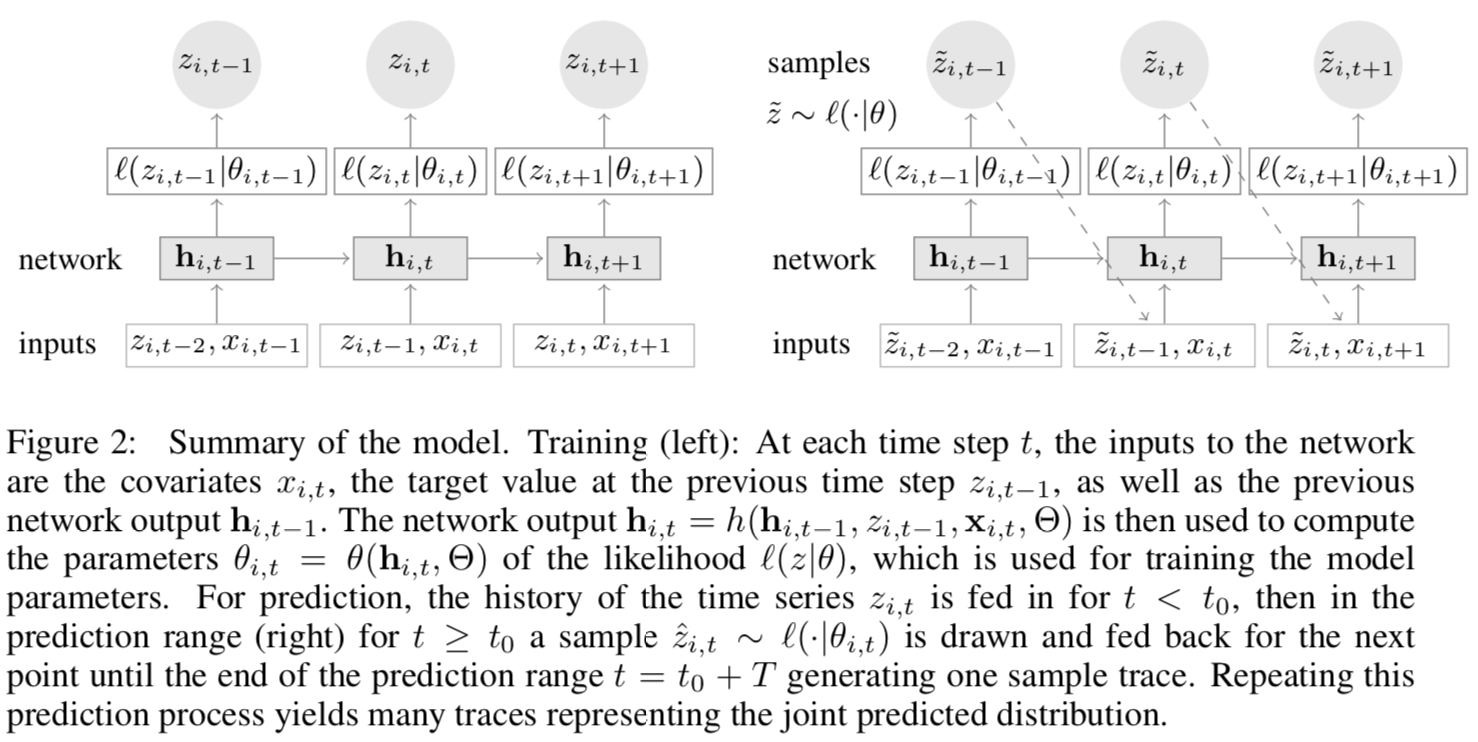 z_{i,t−1} z_{i,t} z_{i,t+1}
ℓ(z_{i,t−1}|θ_{i,t−1}) ℓ(z_{i,t}|θ_{i,t}) ℓ(z_{i,t+1}|θ_{i,t+1})
network h_{i,t−1} h_{i,t} h_{i,t+1}
inputs z_{i,t−2}, x_{i,t−1} z_{i,t−1}, x_{i,t} z_{i,t}, x_{i,t+1}
samples z̃_{i,t−1} z̃_{i,t} z̃_{i,t+1}
z̃ ∼ ℓ(·|θ)
ℓ(z_{i,t−1}|θ_{i,t−1}) ℓ(z_{i,t}|θ_{i,t}) ℓ(z_{i,t+1}|θ_{i,t+1})
network h_{i,t−1} h_{i,t} h_{i,t+1}
inputs z̃_{i,t−2}, x_{i,t−1} z̃_{i,t−1}, x_{i,t} z̃_{i,t}, x_{i,t+1}
Figure 2: Summary of the model. Training (left): At each time step t, the inputs to the network
are the covariates x_{i,t}, the target value at the previous time step z_{i,t−1}, as well as the previous
network output h_{i,t−1}. The network output h_{i,t} = h(h_{i,t−1}, z_{i,t−1}, x_{i,t}, Θ) is then used to compute
the parameters θ_{i,t} = θ(h_{i,t}, Θ) of the likelihood ℓ(z|θ), which is used for training the model
parameters. For prediction, the history of the time series z_{i,t} is fed in for t < t_0, then in the
prediction range (right) for t ≥ t_0 a sample ẑ_{i,t} ∼ ℓ(·|θ_{i,t}) is drawn and fed back for the next
point until the end of the prediction range t = t_0 + T generating one sample trace. Repeating this
prediction process yields many traces representing the joint predicted distribution.